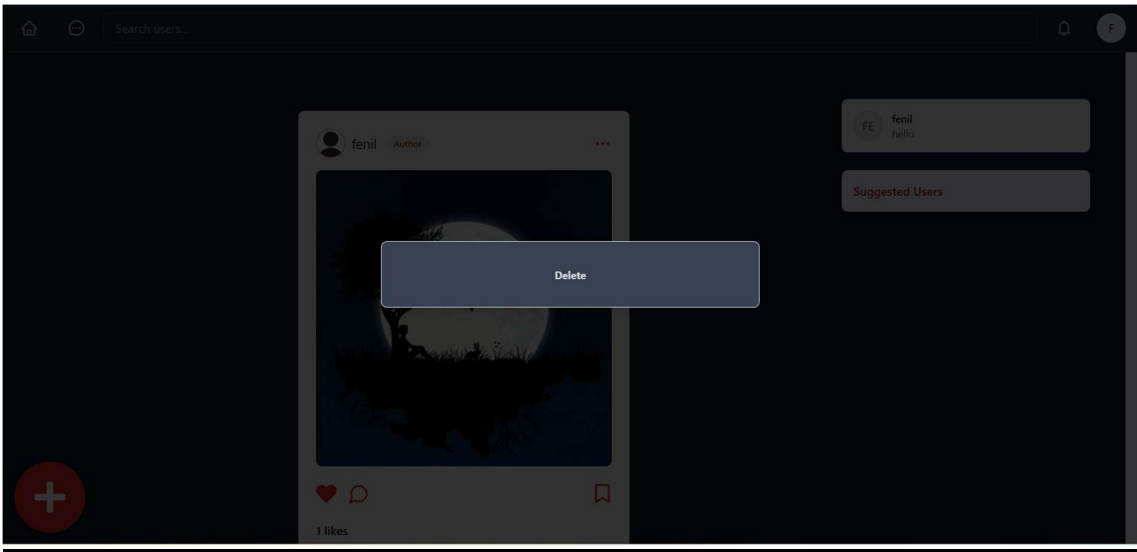 Search users...
F
fenil Author
FE
fenil
hello
Suggested Users
Delete
1 likes